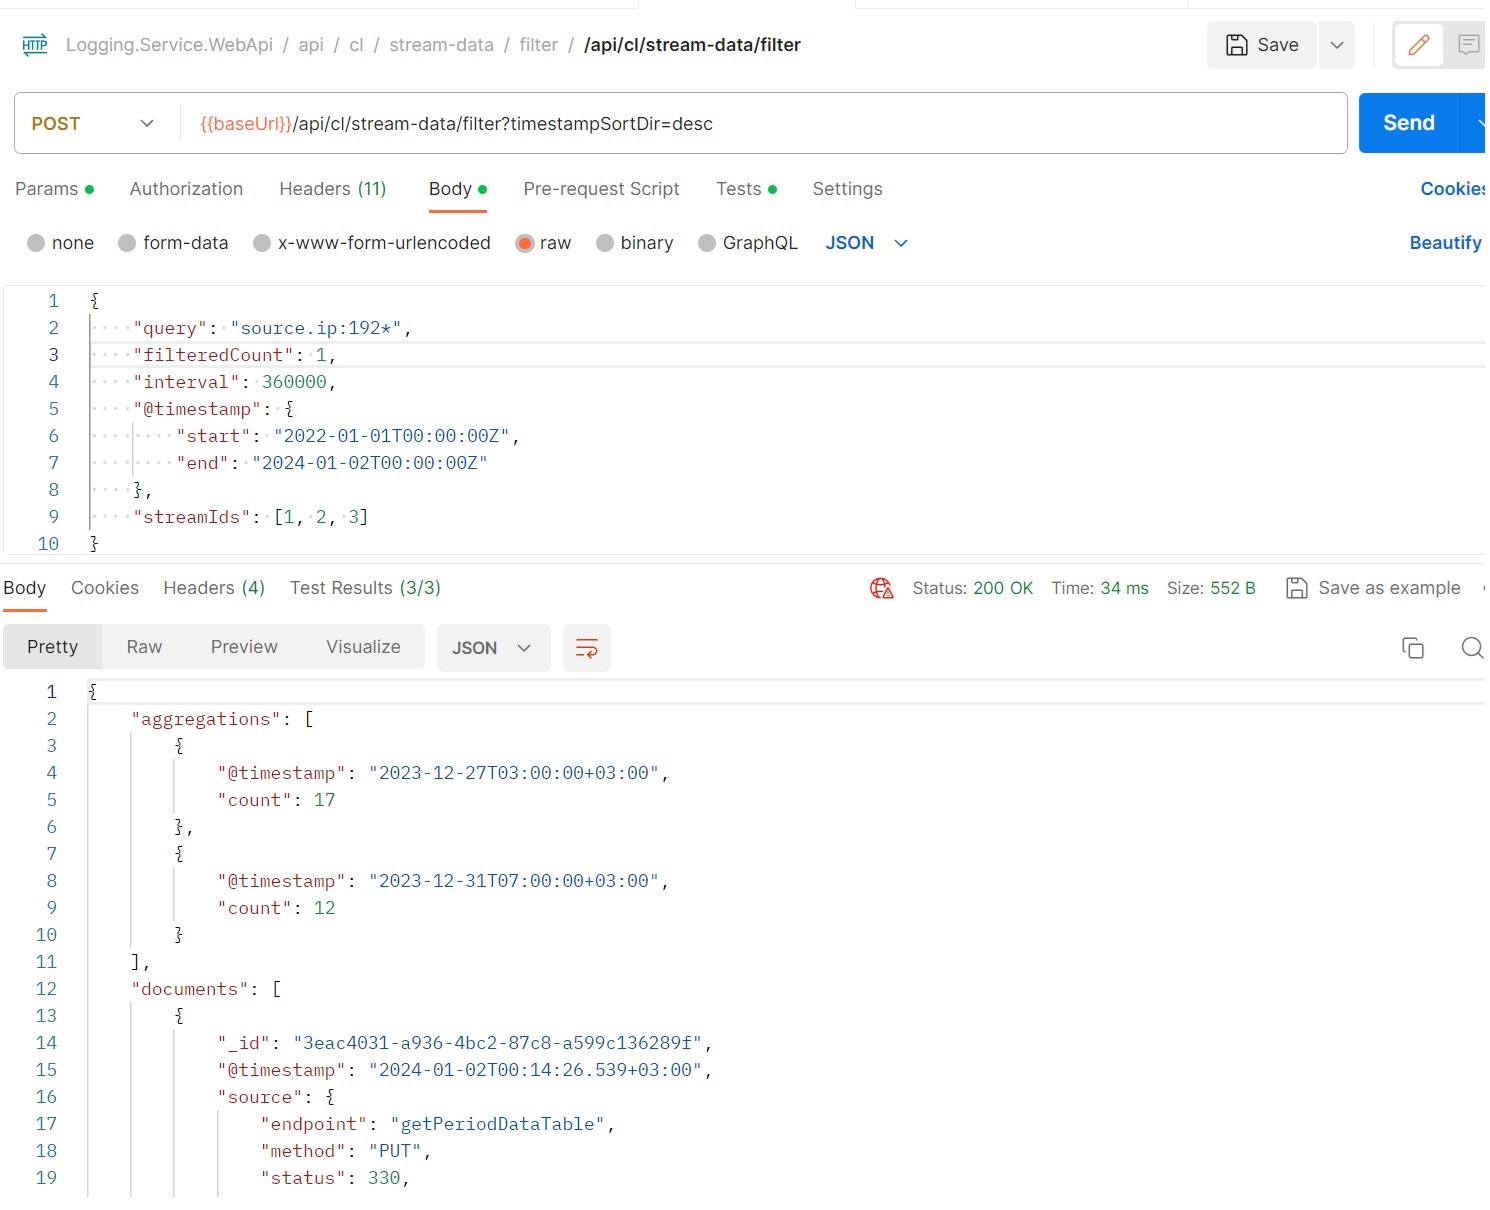 HTTP Logging.Service.WebApi / api / cl / stream-data / filter / /api/cl/stream-data/filter Save
POST {{baseUrl}}/api/cl/stream-data/filter?timestampSortDir=desc Send
Params Authorization Headers (11) Body Pre-request Script Tests Settings Cookies
none form-data x-www-form-urlencoded raw binary GraphQL JSON Beautify
1 {
2 "query": "source.ip:192*",
3 "filteredCount": 1,
4 "interval": 360000,
5 "@timestamp": {
6 "start": "2022-01-01T00:00:00Z",
7 "end": "2024-01-02T00:00:00Z"
8 },
9 "streamIds": [1, 2, 3]
10 }
Body Cookies Headers (4) Test Results (3/3) Status: 200 OK Time: 34 ms Size: 552 B Save as example
Pretty Raw Preview Visualize JSON
1 {
2 "aggregations": [
3 {
4 "@timestamp": "2023-12-27T03:00:00+03:00",
5 "count": 17
6 },
7 {
8 "@timestamp": "2023-12-31T07:00:00+03:00",
9 "count": 12
10 }
11 ],
12 "documents": [
13 {
14 "_id": "3eac4031-a936-4bc2-87c8-a599c136289f",
15 "@timestamp": "2024-01-02T00:14:26.539+03:00",
16 "source": {
17 "endpoint": "getPeriodDataTable",
18 "method": "PUT",
19 "status": 330,